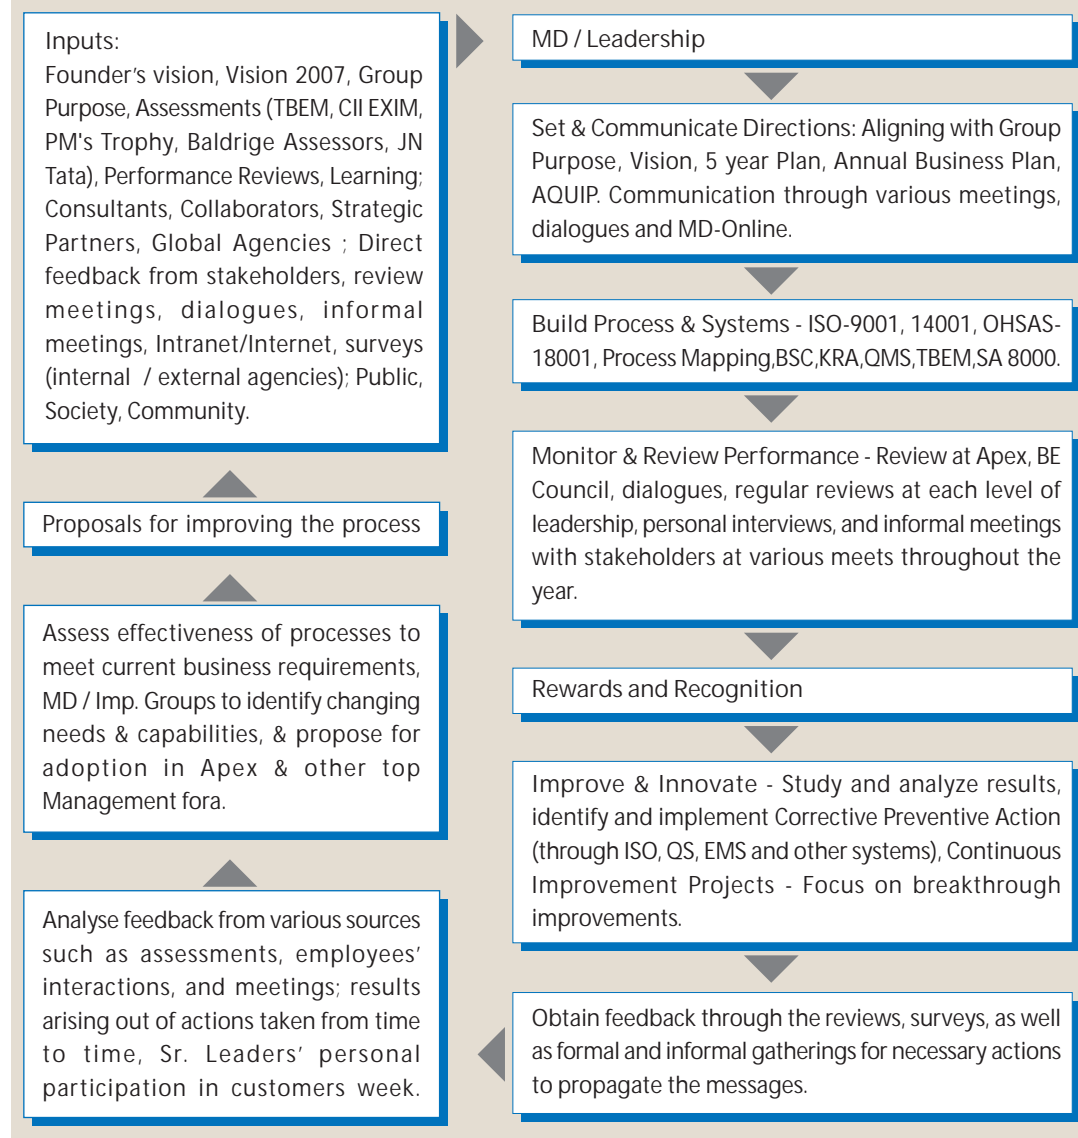 Inputs:
Founder's vision, Vision 2007, Group
Purpose, Assessments (TBEM, CII EXIM,
PM's Trophy, Baldrige Assessors, JN
Tata), Performance Reviews, Learning;
Consultants, Collaborators, Strategic
Partners, Global Agencies ; Direct
feedback from stakeholders, review
meetings, dialogues, informal
meetings, Intranet/Internet, surveys
(internal / external agencies); Public,
Society, Community.
MD / Leadership
Set & Communicate Directions: Aligning with Group
Purpose, Vision, 5 year Plan, Annual Business Plan,
AQUIP. Communication through various meetings,
dialogues and MD-Online.
Build Process & Systems - ISO-9001, 14001, OHSAS-
18001, Process Mapping,BSC,KRA,QMS,TBEM,SA 8000.
Monitor & Review Performance - Review at Apex, BE
Council, dialogues, regular reviews at each level of
leadership, personal interviews, and informal meetings
with stakeholders at various meets throughout the
year.
Rewards and Recognition
Improve & Innovate - Study and analyze results,
identify and implement Corrective Preventive Action
(through ISO, QS, EMS and other systems), Continuous
Improvement Projects - Focus on breakthrough
improvements.
Obtain feedback through the reviews, surveys, as well
as formal and informal gatherings for necessary actions
to propagate the messages.
Analyse feedback from various sources
such as assessments, employees'
interactions, and meetings; results
arising out of actions taken from time
to time, Sr. Leaders' personal
participation in customers week.
Assess effectiveness of processes to
meet current business requirements,
MD / Imp. Groups to identify changing
needs & capabilities, & propose for
adoption in Apex & other top
Management fora.
Proposals for improving the process